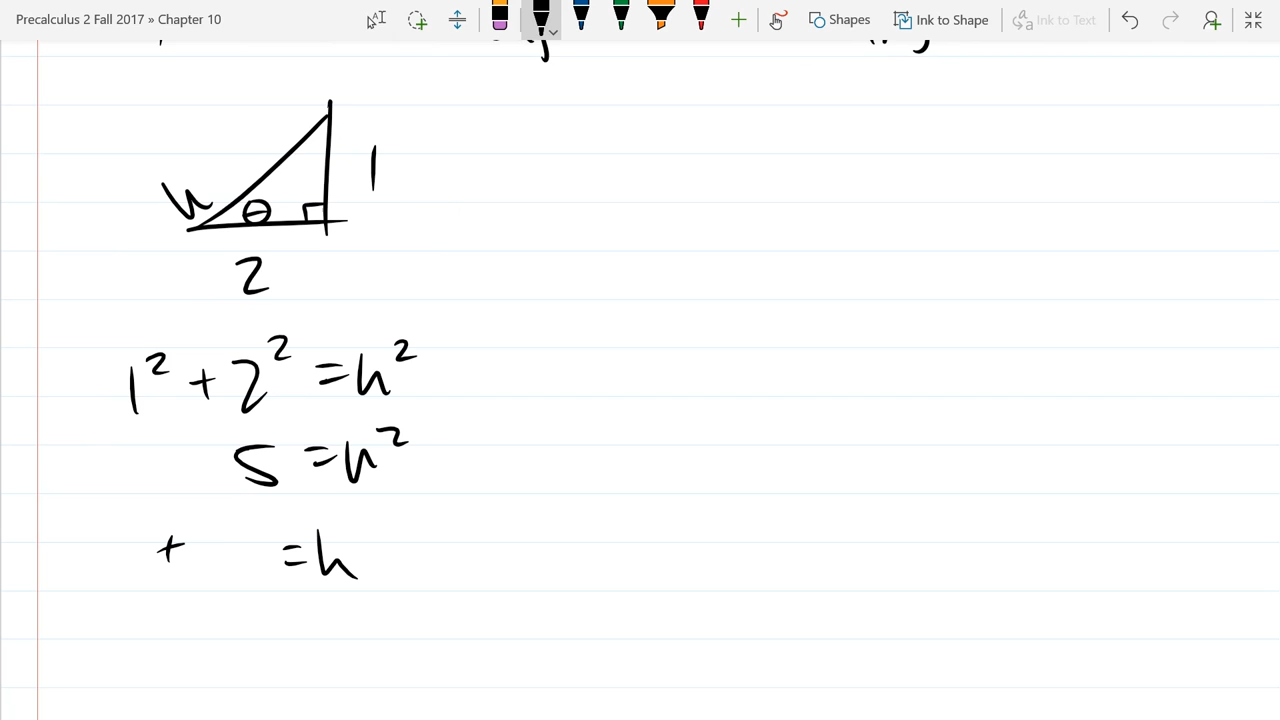 Precalculus 2 Fall 2017 » Chapter 10
Shapes
Ink to Shape
Ink to Text
h
θ
1
2
1² + 2² = h²
5 = h²
+ = h